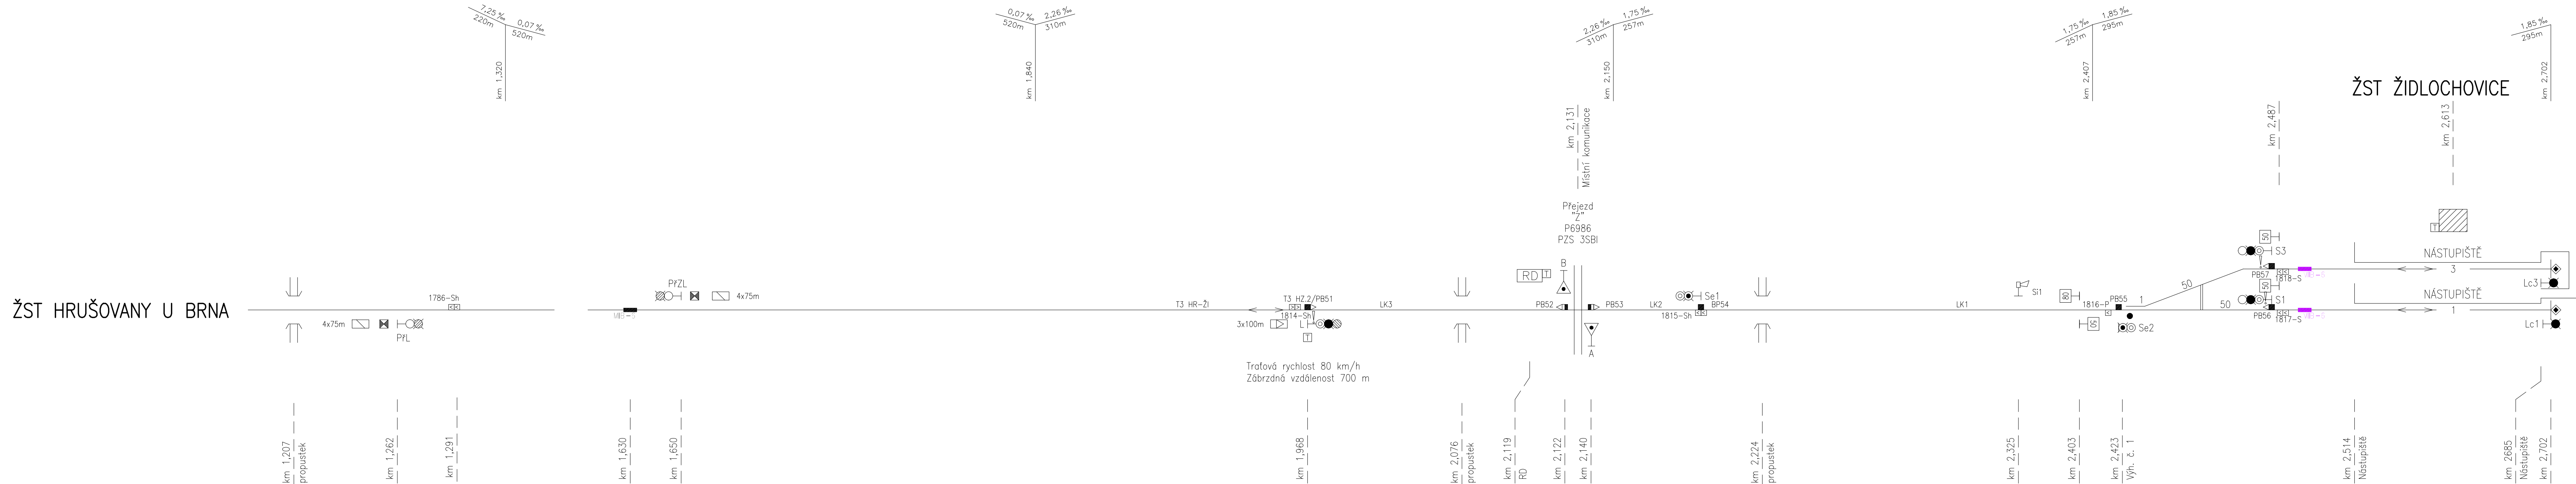 7,25 ‰ 0,07 ‰
220m 520m
km 1,320
0,07 ‰ 2,26 ‰
520m 310m
km 1,840
2,26 ‰ 1,75 ‰
310m 257m
km 2,150
1,75 ‰ 1,85 ‰
257m 295m
km 2,407
1,85 ‰
295m
km 2,702
ŽST ŽIDLOCHOVICE
km 2,131
Místní komunikace
km 2,487
km 2,613
Přejezd
"Z"
P6986
PZS 3SBI
T
RD T
B
50
S3
NÁSTUPIŠTĚ
PB57
1818-S
3
Lc3
PřZL
4x75m
1786-Sh
ŽST HRUŠOVANY U BRNA
T3 HR-ŽI
T3 HZ.2/PB51
1814-Sh
LK3
PB52
PB53
LK2
BP54
1815-Sh
Se1
LK1
Si1
80
1816-P
PB55
1
50
50
50
S1
NÁSTUPIŠTĚ
PB56
1817-S
1
Lc1
4x75m
PřL
3x100m
L
T
A
50
Se2
Traťová rychlost 80 km/h
Zábrzdná vzdálenost 700 m
km 1,207
propustek
km 1,262
km 1,291
km 1,630
km 1,650
km 1,968
km 2,076
propustek
km 2,119
RD
km 2,122
km 2,140
km 2,224
propustek
km 2,325
km 2,403
km 2,423
Výh. č. 1
km 2,514
Nástupiště
km 2685
Nástupiště
km 2,702